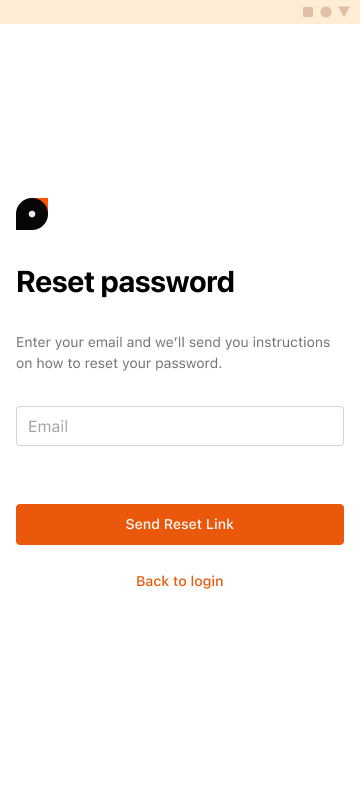 Reset password
Enter your email and we’ll send you instructions
on how to reset your password.
Email
Send Reset Link
Back to login